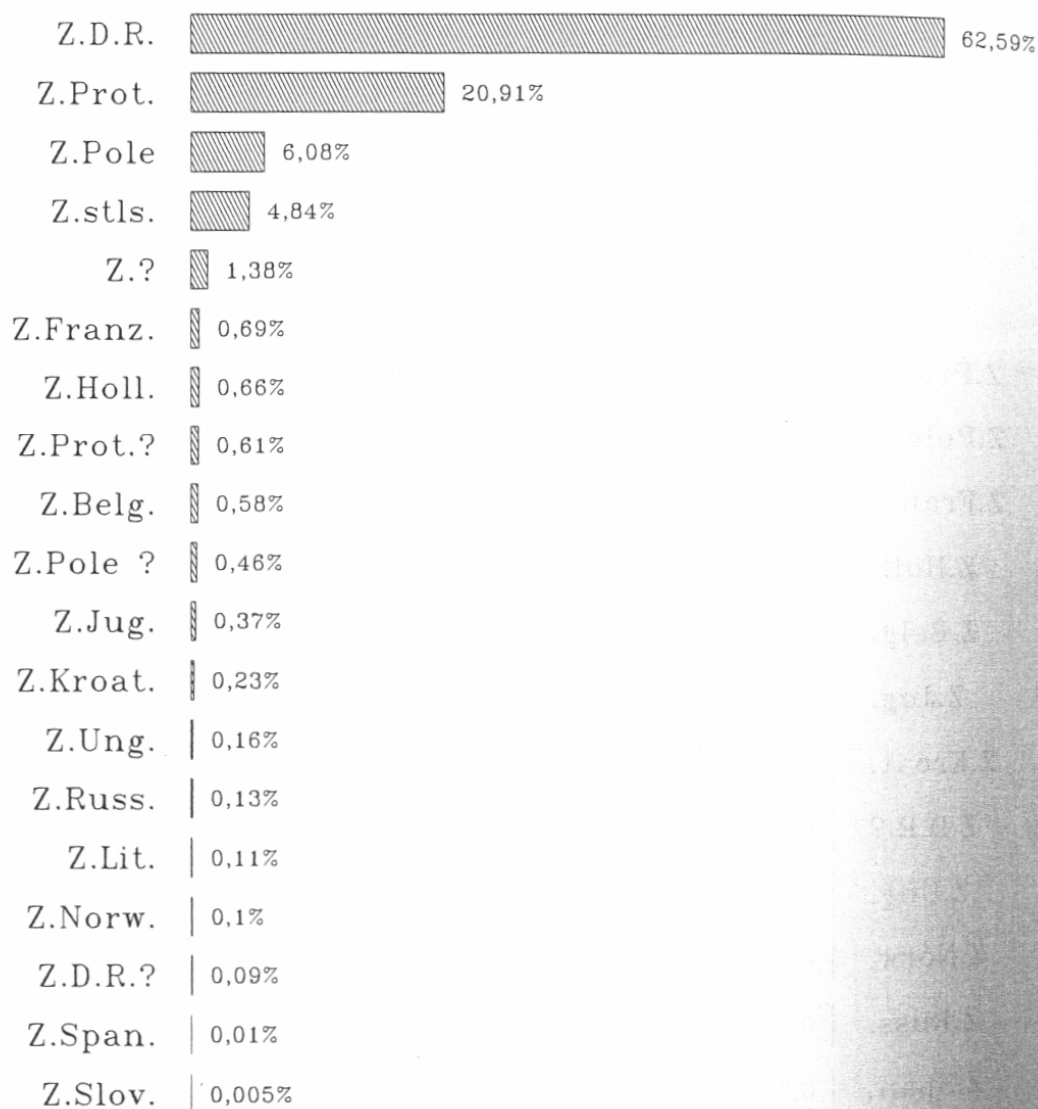 Z.D.R. 62,59%
Z.Prot. 20,91%
Z.Pole 6,08%
Z.stls. 4,84%
Z.? 1,38%
Z.Franz. 0,69%
Z.Holl. 0,66%
Z.Prot.? 0,61%
Z.Belg. 0,58%
Z.Pole ? 0,46%
Z.Jug. 0,37%
Z.Kroat. 0,23%
Z.Ung. 0,16%
Z.Russ. 0,13%
Z.Lit. 0,11%
Z.Norw. 0,1%
Z.D.R.? 0,09%
Z.Span. 0,01%
Z.Slov. 0,005%